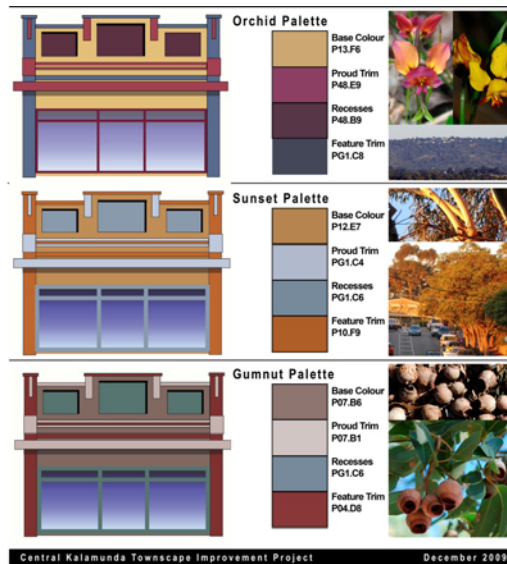 Orchid Palette
Base Colour
P13.F6
Proud Trim
P48.E9
Recesses
P48.B9
Feature Trim
PG1.C8
Sunset Palette
Base Colour
P12.E7
Proud Trim
PG1.C4
Recesses
PG1.C6
Feature Trim
P10.F9
Gumnut Palette
Base Colour
P07.B6
Proud Trim
P07.B1
Recesses
PG1.C6
Feature Trim
P04.D8
Central Kalamunda Townscape Improvement Project December 2009